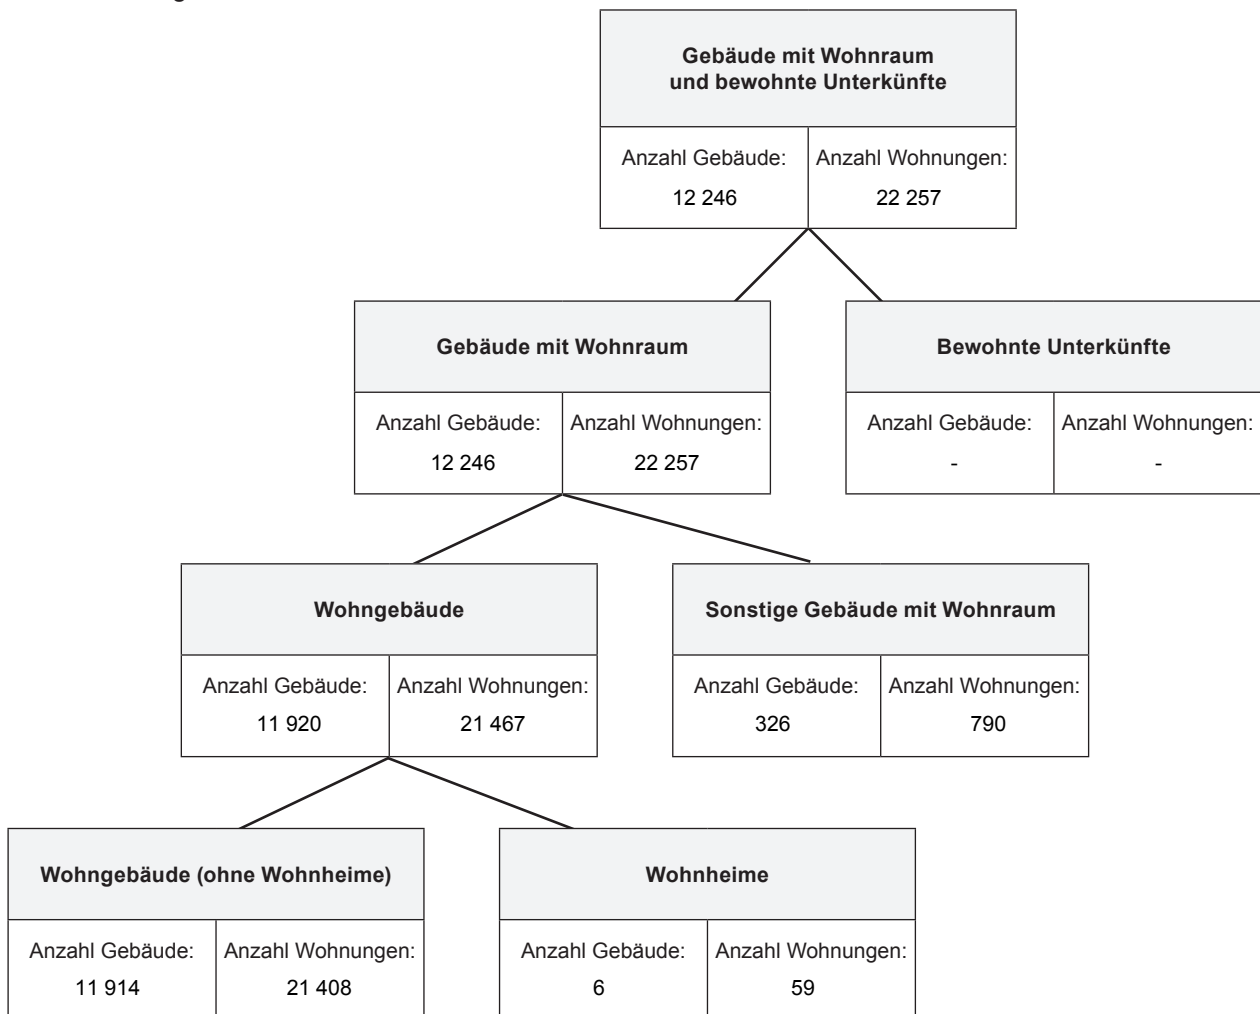 Gebäude mit Wohnraum
und bewohnte Unterkünfte
Anzahl Gebäude: Anzahl Wohnungen:
12 246 22 257
Gebäude mit Wohnraum Bewohnte Unterkünfte
Anzahl Gebäude: Anzahl Wohnungen: Anzahl Gebäude: Anzahl Wohnungen:
12 246 22 257 - -
Wohngebäude Sonstige Gebäude mit Wohnraum
Anzahl Gebäude: Anzahl Wohnungen: Anzahl Gebäude: Anzahl Wohnungen:
11 920 21 467 326 790
Wohngebäude (ohne Wohnheime) Wohnheime
Anzahl Gebäude: Anzahl Wohnungen: Anzahl Gebäude: Anzahl Wohnungen:
11 914 21 408 6 59